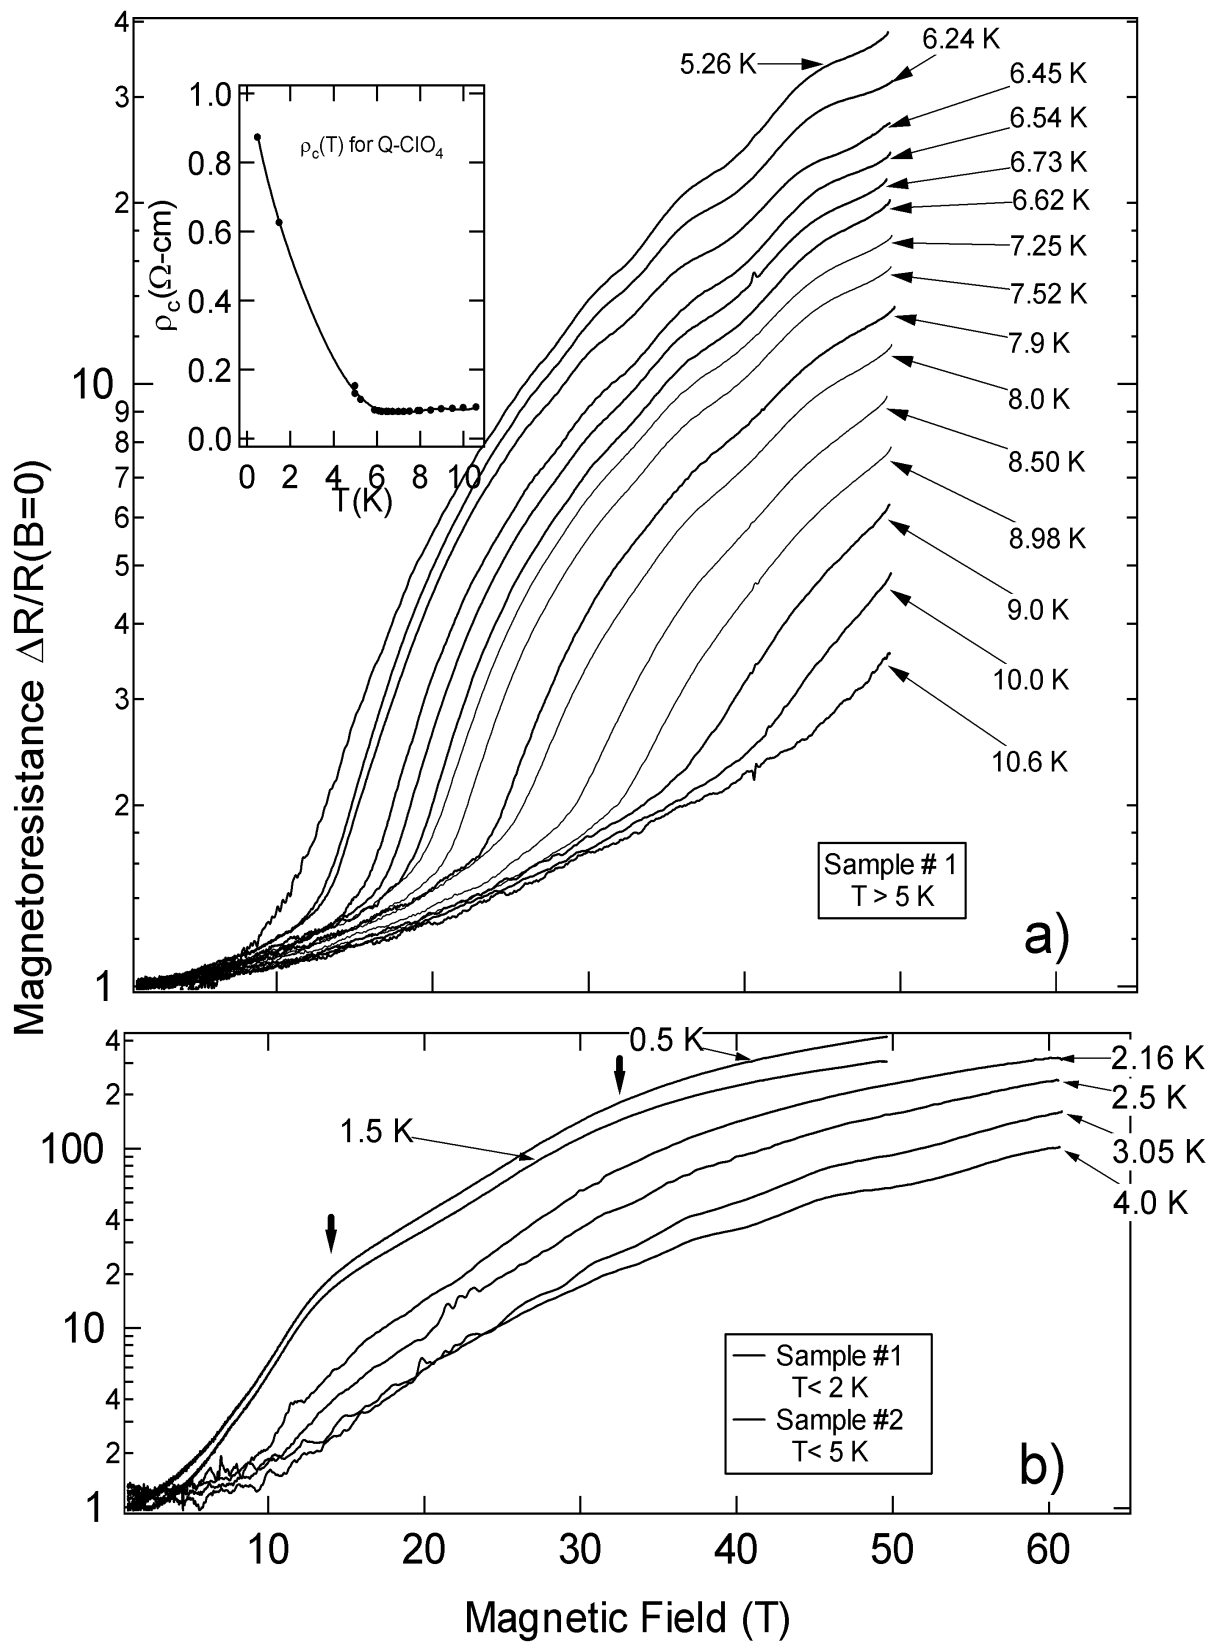 Magnetoresistance ΔR/R(B=0)
4
3
2
10
9
8
7
6
5
4
3
2
1
1.0
0.8
0.6
0.4
0.2
0.0
ρc(Ω-cm)
ρc(T) for Q-ClO4
0 2 4 6 8 10
T(K)
5.26 K
6.24 K
6.45 K
6.54 K
6.73 K
6.62 K
7.25 K
7.52 K
7.9 K
8.0 K
8.50 K
8.98 K
9.0 K
10.0 K
10.6 K
Sample # 1
T > 5 K
a)
4
2
100
4
2
10
4
2
1
0.5 K
1.5 K
2.16 K
2.5 K
3.05 K
4.0 K
Sample #1
T< 2 K
Sample #2
T< 5 K
b)
10 20 30 40 50 60
Magnetic Field (T)